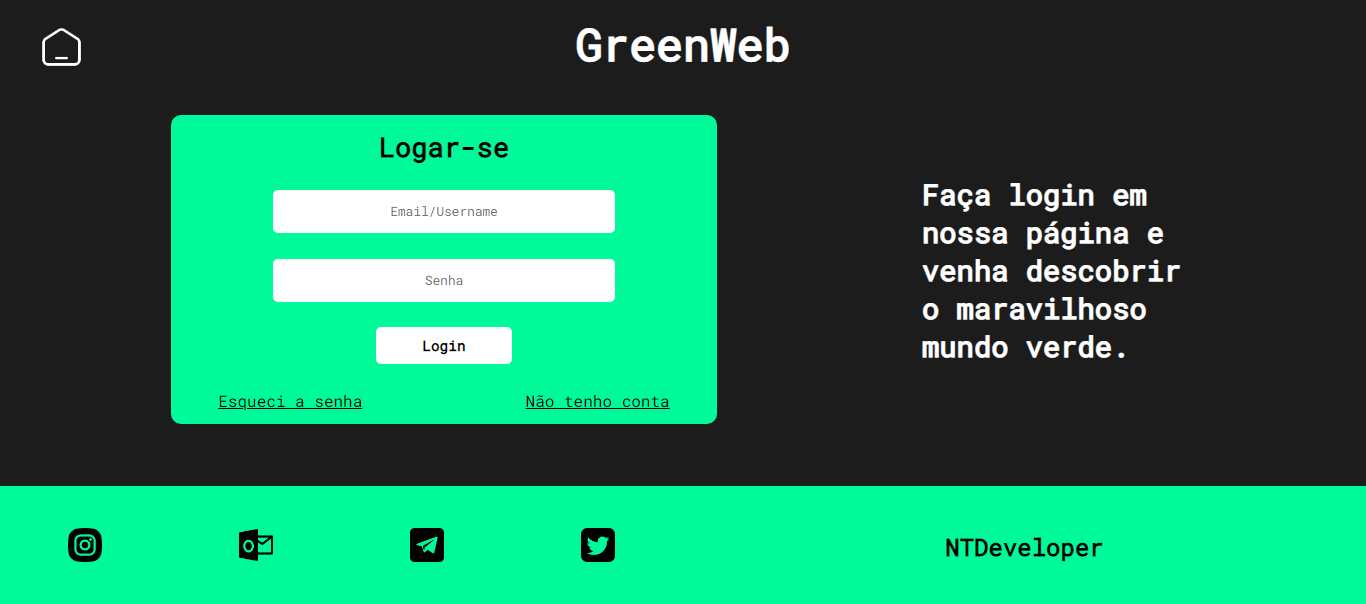 GreenWeb
Logar-se
Email/Username
Senha
Login
Esqueci a senha
Não tenho conta
Faça login em
nossa página e
venha descobrir
o maravilhoso
mundo verde.
NTDeveloper